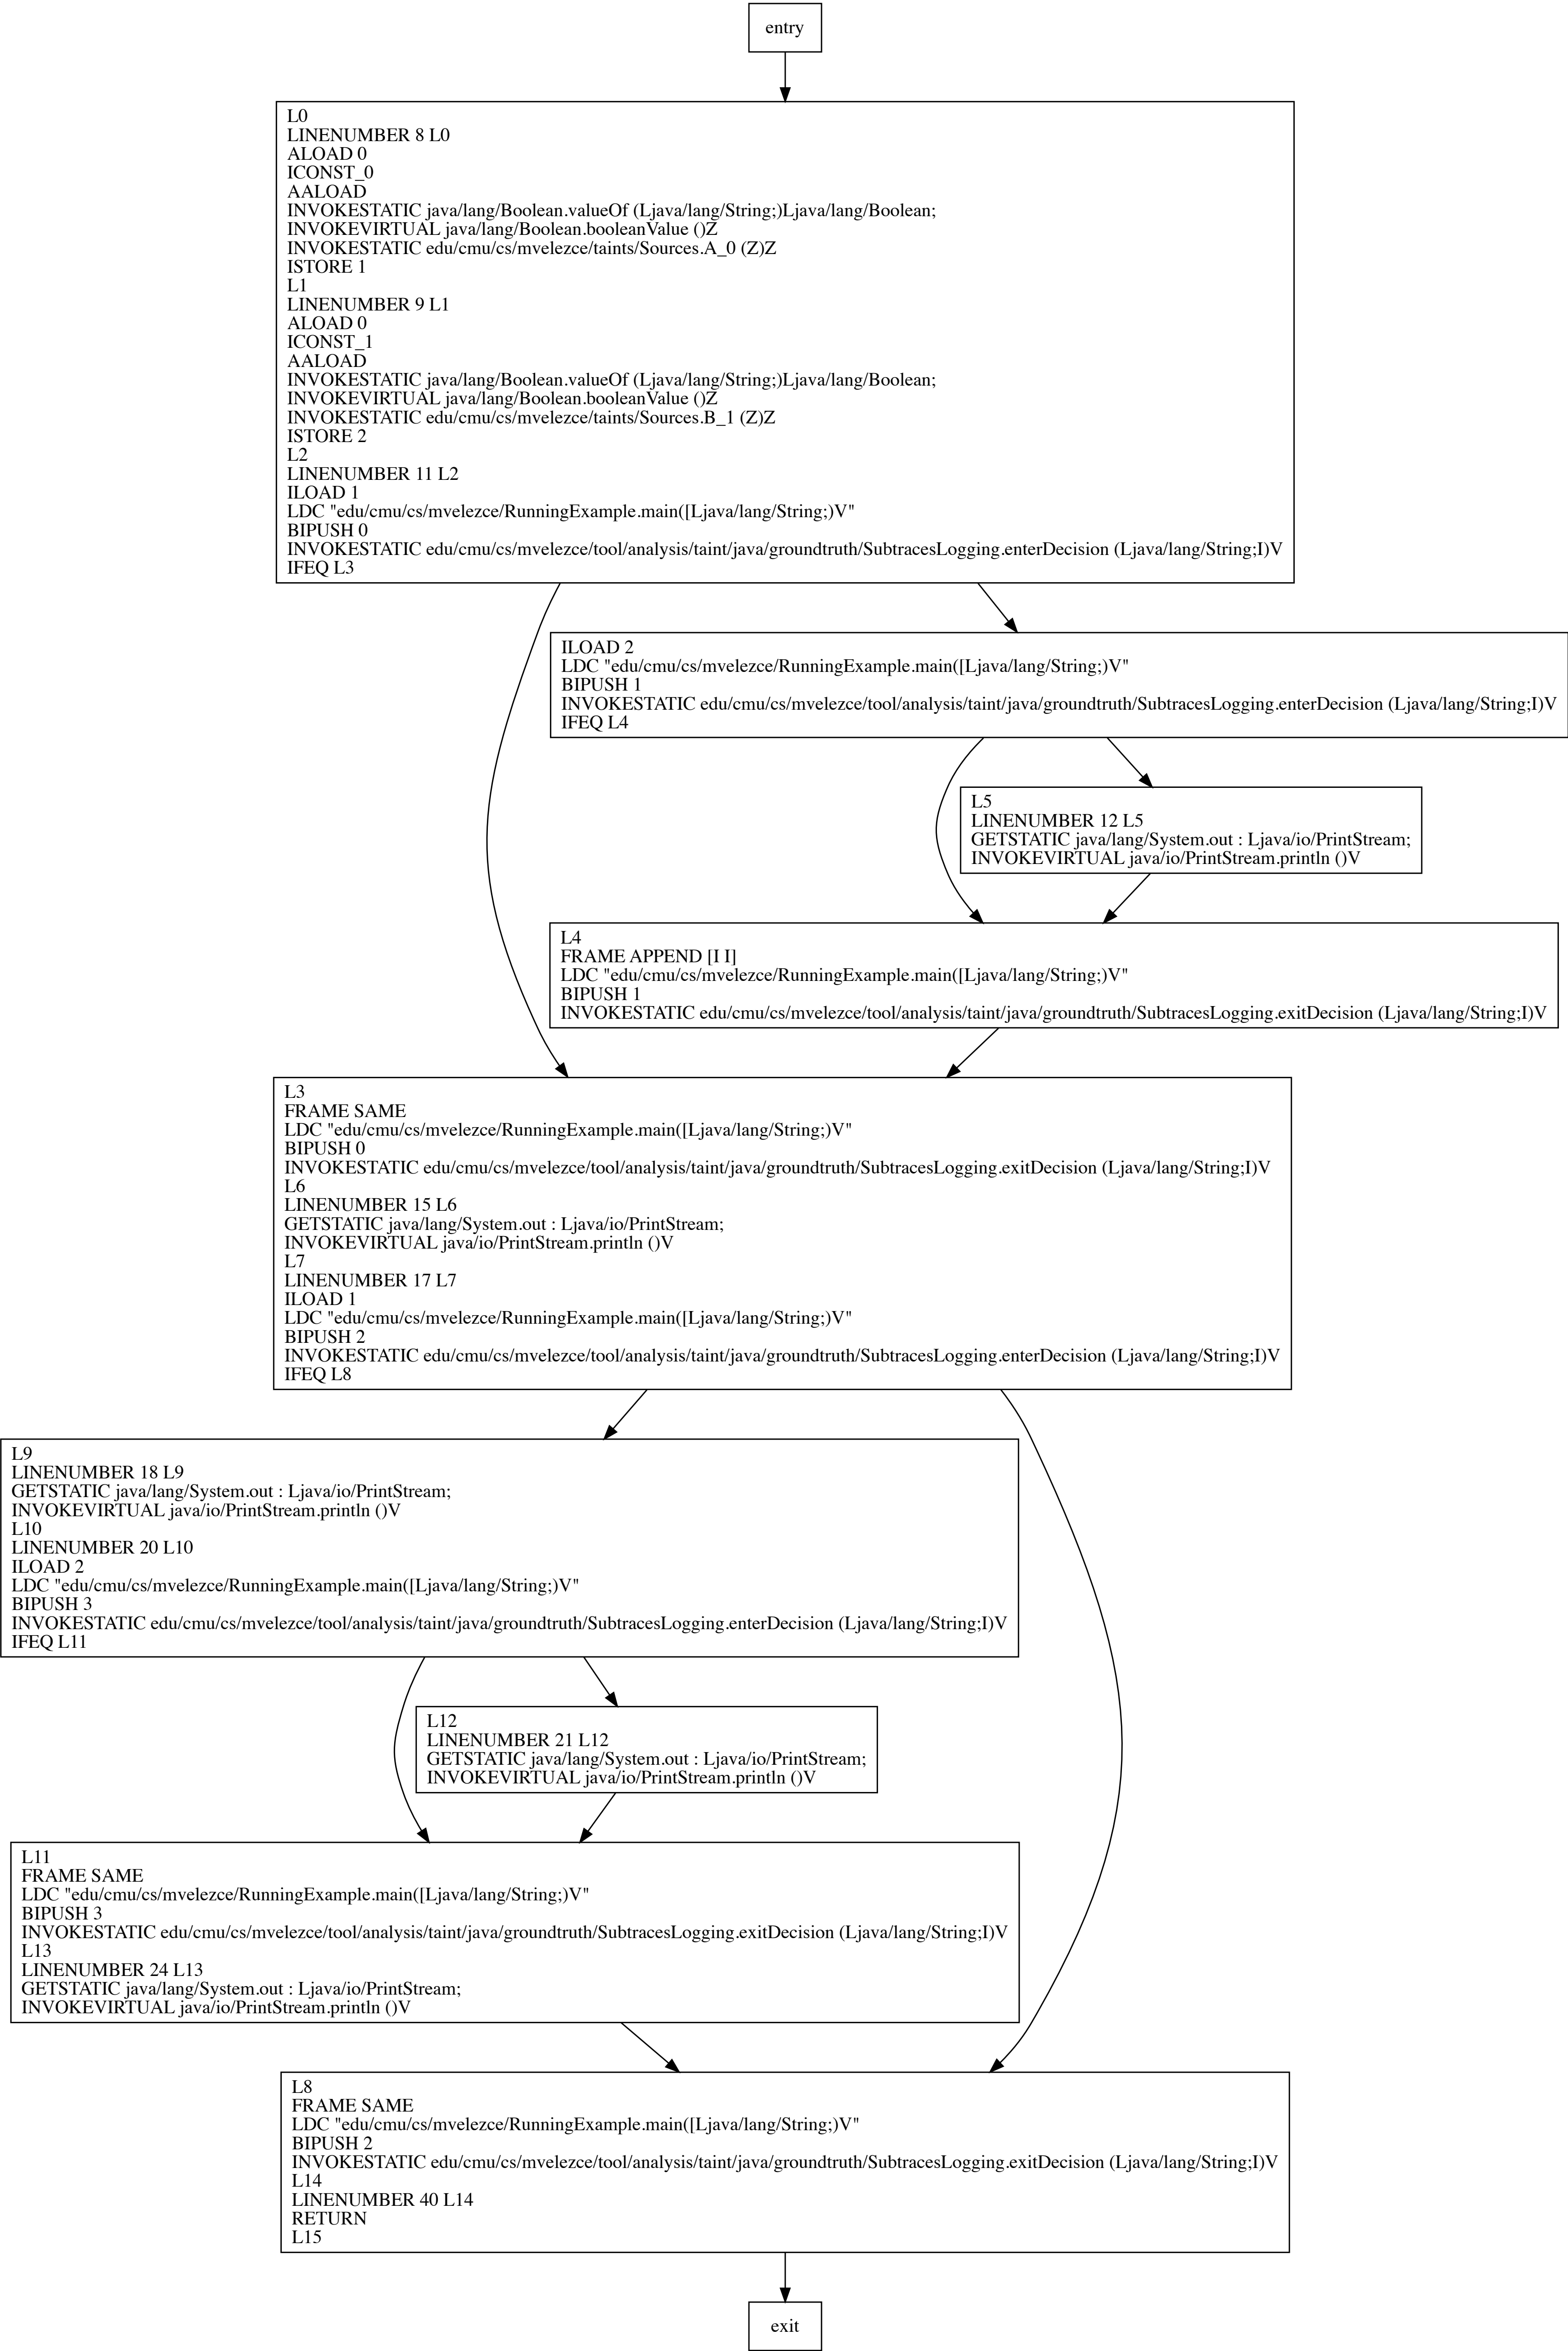 entry
L0
LINENUMBER 8 L0
ALOAD 0
ICONST_0
AALOAD
INVOKESTATIC java/lang/Boolean.valueOf (Ljava/lang/String;)Ljava/lang/Boolean;
INVOKEVIRTUAL java/lang/Boolean.booleanValue ()Z
INVOKESTATIC edu/cmu/cs/mvelezce/taints/Sources.A_0 (Z)Z
ISTORE 1
L1
LINENUMBER 9 L1
ALOAD 0
ICONST_1
AALOAD
INVOKESTATIC java/lang/Boolean.valueOf (Ljava/lang/String;)Ljava/lang/Boolean;
INVOKEVIRTUAL java/lang/Boolean.booleanValue ()Z
INVOKESTATIC edu/cmu/cs/mvelezce/taints/Sources.B_1 (Z)Z
ISTORE 2
L2
LINENUMBER 11 L2
ILOAD 1
LDC "edu/cmu/cs/mvelezce/RunningExample.main([Ljava/lang/String;)V"
BIPUSH 0
INVOKESTATIC edu/cmu/cs/mvelezce/tool/analysis/taint/java/groundtruth/SubtracesLogging.enterDecision (Ljava/lang/String;I)V
IFEQ L3
ILOAD 2
LDC "edu/cmu/cs/mvelezce/RunningExample.main([Ljava/lang/String;)V"
BIPUSH 1
INVOKESTATIC edu/cmu/cs/mvelezce/tool/analysis/taint/java/groundtruth/SubtracesLogging.enterDecision (Ljava/lang/String;I)V
IFEQ L4
L5
LINENUMBER 12 L5
GETSTATIC java/lang/System.out : Ljava/io/PrintStream;
INVOKEVIRTUAL java/io/PrintStream.println ()V
L4
FRAME APPEND [I I]
LDC "edu/cmu/cs/mvelezce/RunningExample.main([Ljava/lang/String;)V"
BIPUSH 1
INVOKESTATIC edu/cmu/cs/mvelezce/tool/analysis/taint/java/groundtruth/SubtracesLogging.exitDecision (Ljava/lang/String;I)V
L3
FRAME SAME
LDC "edu/cmu/cs/mvelezce/RunningExample.main([Ljava/lang/String;)V"
BIPUSH 0
INVOKESTATIC edu/cmu/cs/mvelezce/tool/analysis/taint/java/groundtruth/SubtracesLogging.exitDecision (Ljava/lang/String;I)V
L6
LINENUMBER 15 L6
GETSTATIC java/lang/System.out : Ljava/io/PrintStream;
INVOKEVIRTUAL java/io/PrintStream.println ()V
L7
LINENUMBER 17 L7
ILOAD 1
LDC "edu/cmu/cs/mvelezce/RunningExample.main([Ljava/lang/String;)V"
BIPUSH 2
INVOKESTATIC edu/cmu/cs/mvelezce/tool/analysis/taint/java/groundtruth/SubtracesLogging.enterDecision (Ljava/lang/String;I)V
IFEQ L8
L9
LINENUMBER 18 L9
GETSTATIC java/lang/System.out : Ljava/io/PrintStream;
INVOKEVIRTUAL java/io/PrintStream.println ()V
L10
LINENUMBER 20 L10
ILOAD 2
LDC "edu/cmu/cs/mvelezce/RunningExample.main([Ljava/lang/String;)V"
BIPUSH 3
INVOKESTATIC edu/cmu/cs/mvelezce/tool/analysis/taint/java/groundtruth/SubtracesLogging.enterDecision (Ljava/lang/String;I)V
IFEQ L11
L12
LINENUMBER 21 L12
GETSTATIC java/lang/System.out : Ljava/io/PrintStream;
INVOKEVIRTUAL java/io/PrintStream.println ()V
L11
FRAME SAME
LDC "edu/cmu/cs/mvelezce/RunningExample.main([Ljava/lang/String;)V"
BIPUSH 3
INVOKESTATIC edu/cmu/cs/mvelezce/tool/analysis/taint/java/groundtruth/SubtracesLogging.exitDecision (Ljava/lang/String;I)V
L13
LINENUMBER 24 L13
GETSTATIC java/lang/System.out : Ljava/io/PrintStream;
INVOKEVIRTUAL java/io/PrintStream.println ()V
L8
FRAME SAME
LDC "edu/cmu/cs/mvelezce/RunningExample.main([Ljava/lang/String;)V"
BIPUSH 2
INVOKESTATIC edu/cmu/cs/mvelezce/tool/analysis/taint/java/groundtruth/SubtracesLogging.exitDecision (Ljava/lang/String;I)V
L14
LINENUMBER 40 L14
RETURN
L15
exit